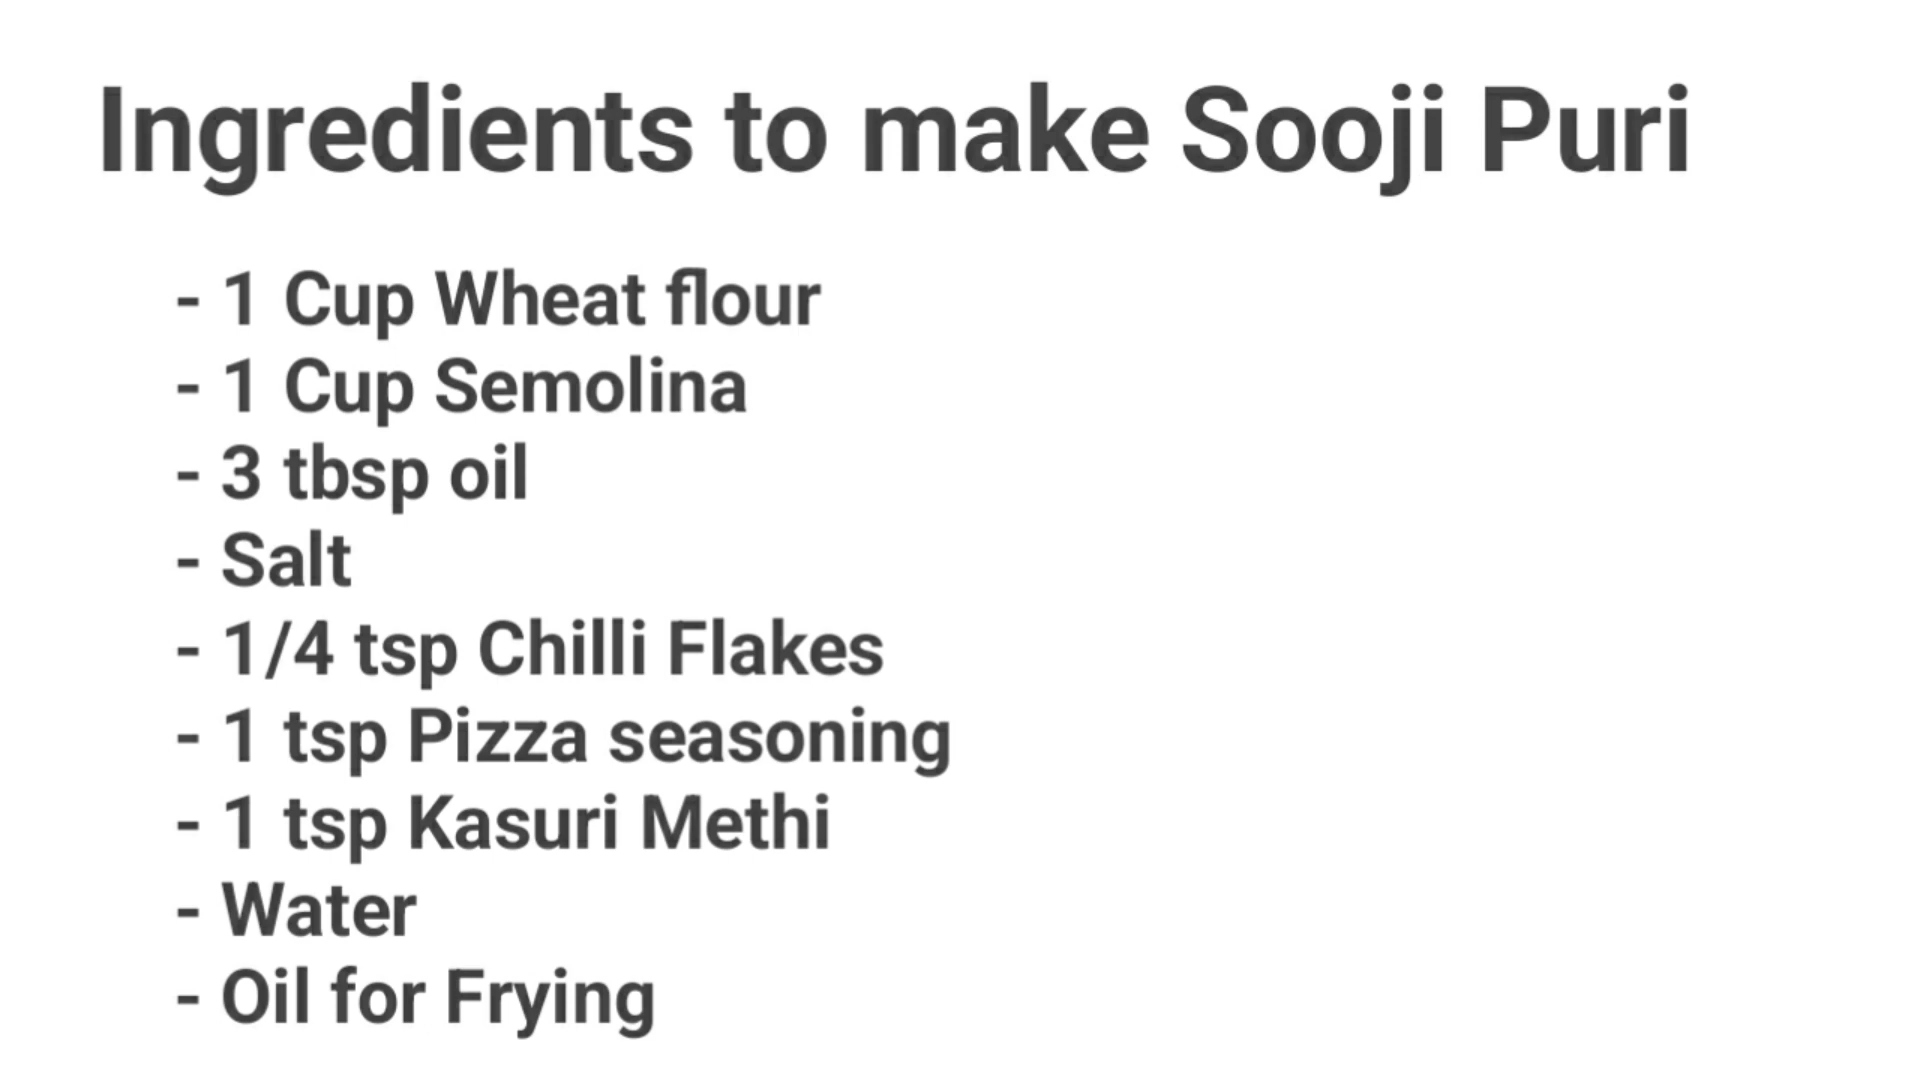 Ingredients to make Sooji Puri
- 1 Cup Wheat flour
- 1 Cup Semolina
- 3 tbsp oil
- Salt
- 1/4 tsp Chilli Flakes
- 1 tsp Pizza seasoning
- 1 tsp Kasuri Methi
- Water
- Oil for Frying